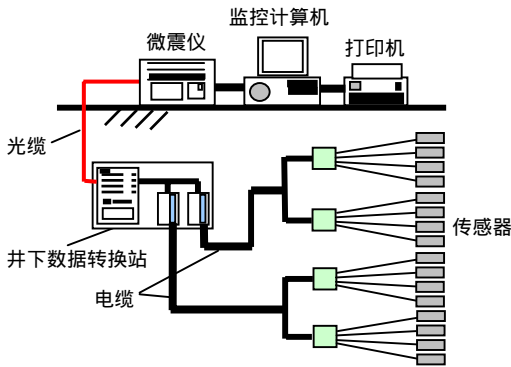 监控计算机
微震仪
打印机
光缆
传感器
井下数据转换站
电缆